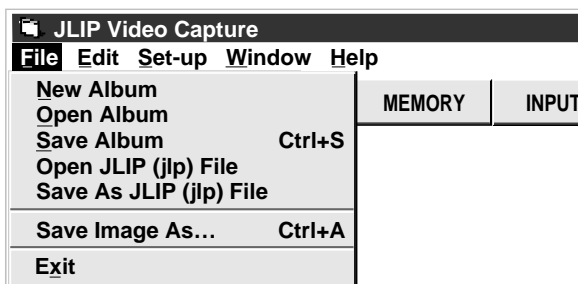 JLIP Video Capture
File Edit Set-up Window Help
New Album
Open Album
Save Album Ctrl+S
Open JLIP (jlp) File
Save As JLIP (jlp) File
Save Image As... Ctrl+A
Exit
MEMORY INPUT